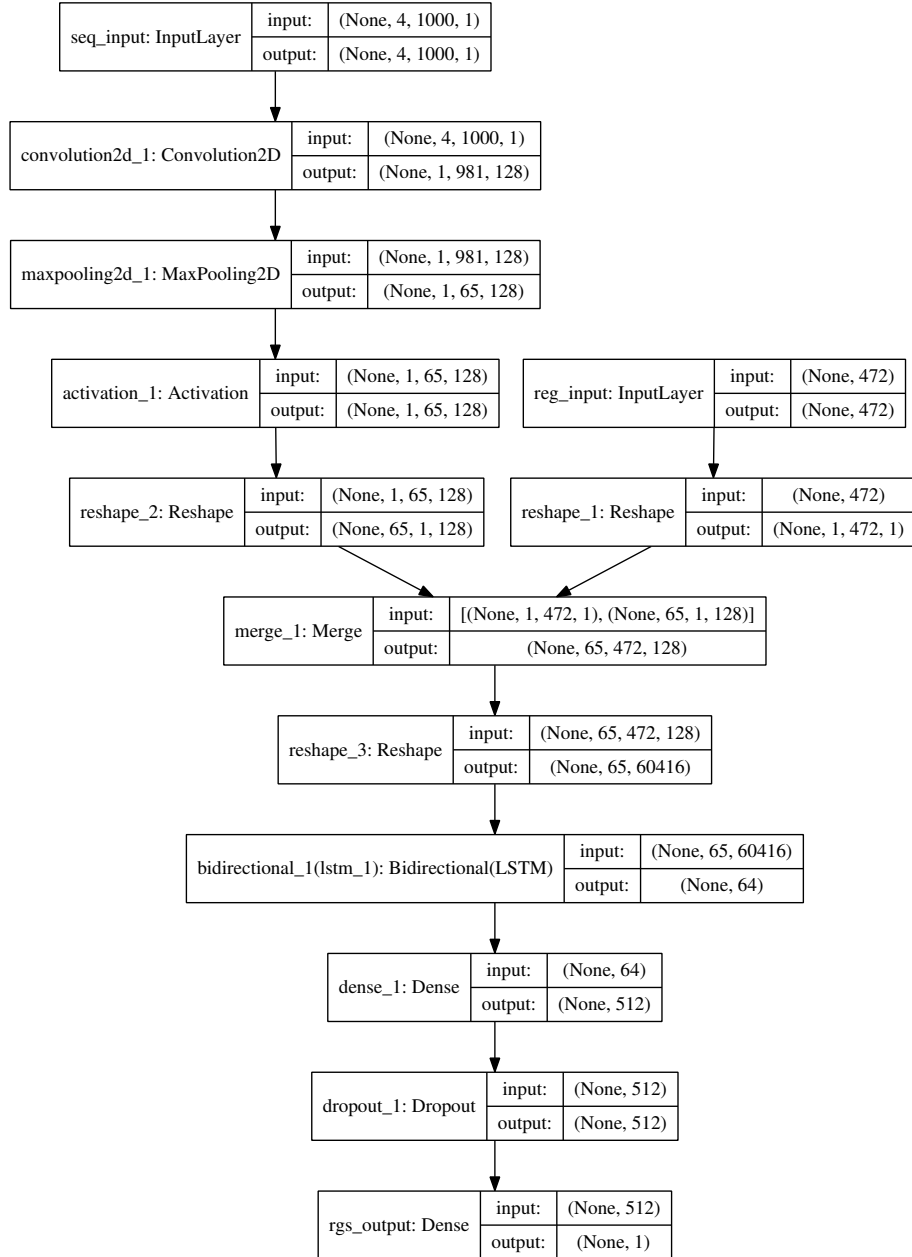 seq_input: InputLayer
input: (None, 4, 1000, 1)
output: (None, 4, 1000, 1)
convolution2d_1: Convolution2D
input: (None, 4, 1000, 1)
output: (None, 1, 981, 128)
maxpooling2d_1: MaxPooling2D
input: (None, 1, 981, 128)
output: (None, 1, 65, 128)
activation_1: Activation
input: (None, 1, 65, 128)
output: (None, 1, 65, 128)
reg_input: InputLayer
input: (None, 472)
output: (None, 472)
reshape_2: Reshape
input: (None, 1, 65, 128)
output: (None, 65, 1, 128)
reshape_1: Reshape
input: (None, 472)
output: (None, 1, 472, 1)
merge_1: Merge
input: [(None, 1, 472, 1), (None, 65, 1, 128)]
output: (None, 65, 472, 128)
reshape_3: Reshape
input: (None, 65, 472, 128)
output: (None, 65, 60416)
bidirectional_1(lstm_1): Bidirectional(LSTM)
input: (None, 65, 60416)
output: (None, 64)
dense_1: Dense
input: (None, 64)
output: (None, 512)
dropout_1: Dropout
input: (None, 512)
output: (None, 512)
rgs_output: Dense
input: (None, 512)
output: (None, 1)